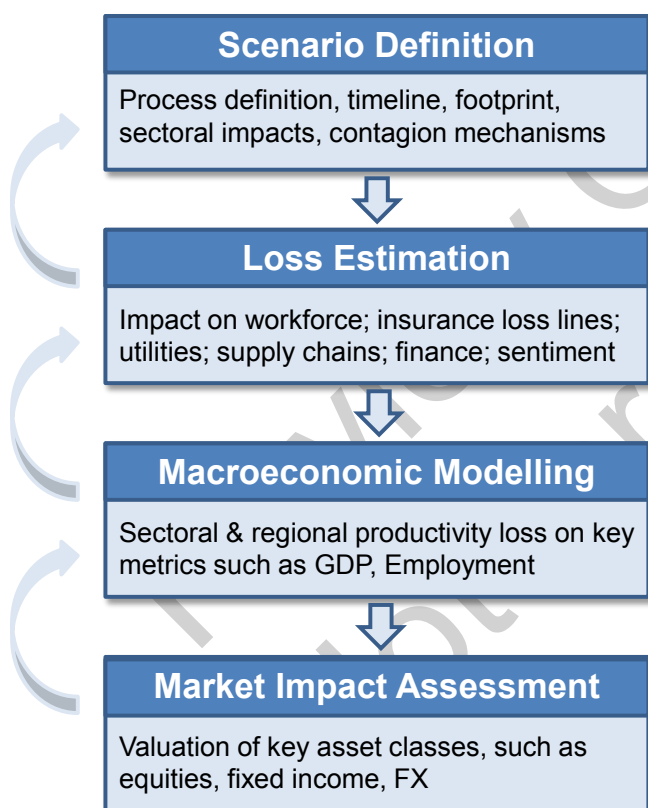 Scenario Definition
Process definition, timeline, footprint,
sectoral impacts, contagion mechanisms
Loss Estimation
Impact on workforce; insurance loss lines;
utilities; supply chains; finance; sentiment
Macroeconomic Modelling
Sectoral & regional productivity loss on key
metrics such as GDP, Employment
Market Impact Assessment
Valuation of key asset classes, such as
equities, fixed income, FX